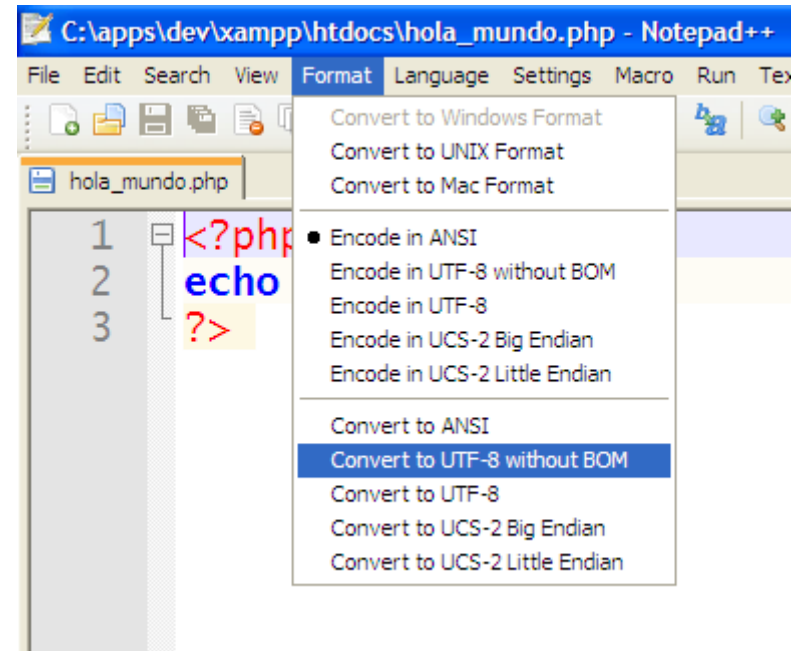 C:\apps\dev\xampp\htdocs\hola_mundo.php - Notepad++
File Edit Search View Format Language Settings Macro Run
hola_mundo.php
Convert to Windows Format
Convert to UNIX Format
Convert to Mac Format
Encode in ANSI
Encode in UTF-8 without BOM
Encode in UTF-8
Encode in UCS-2 Big Endian
Encode in UCS-2 Little Endian
Convert to ANSI
Convert to UTF-8 without BOM
Convert to UTF-8
Convert to UCS-2 Big Endian
Convert to UCS-2 Little Endian
1 <?php
2 echo
3 ?>